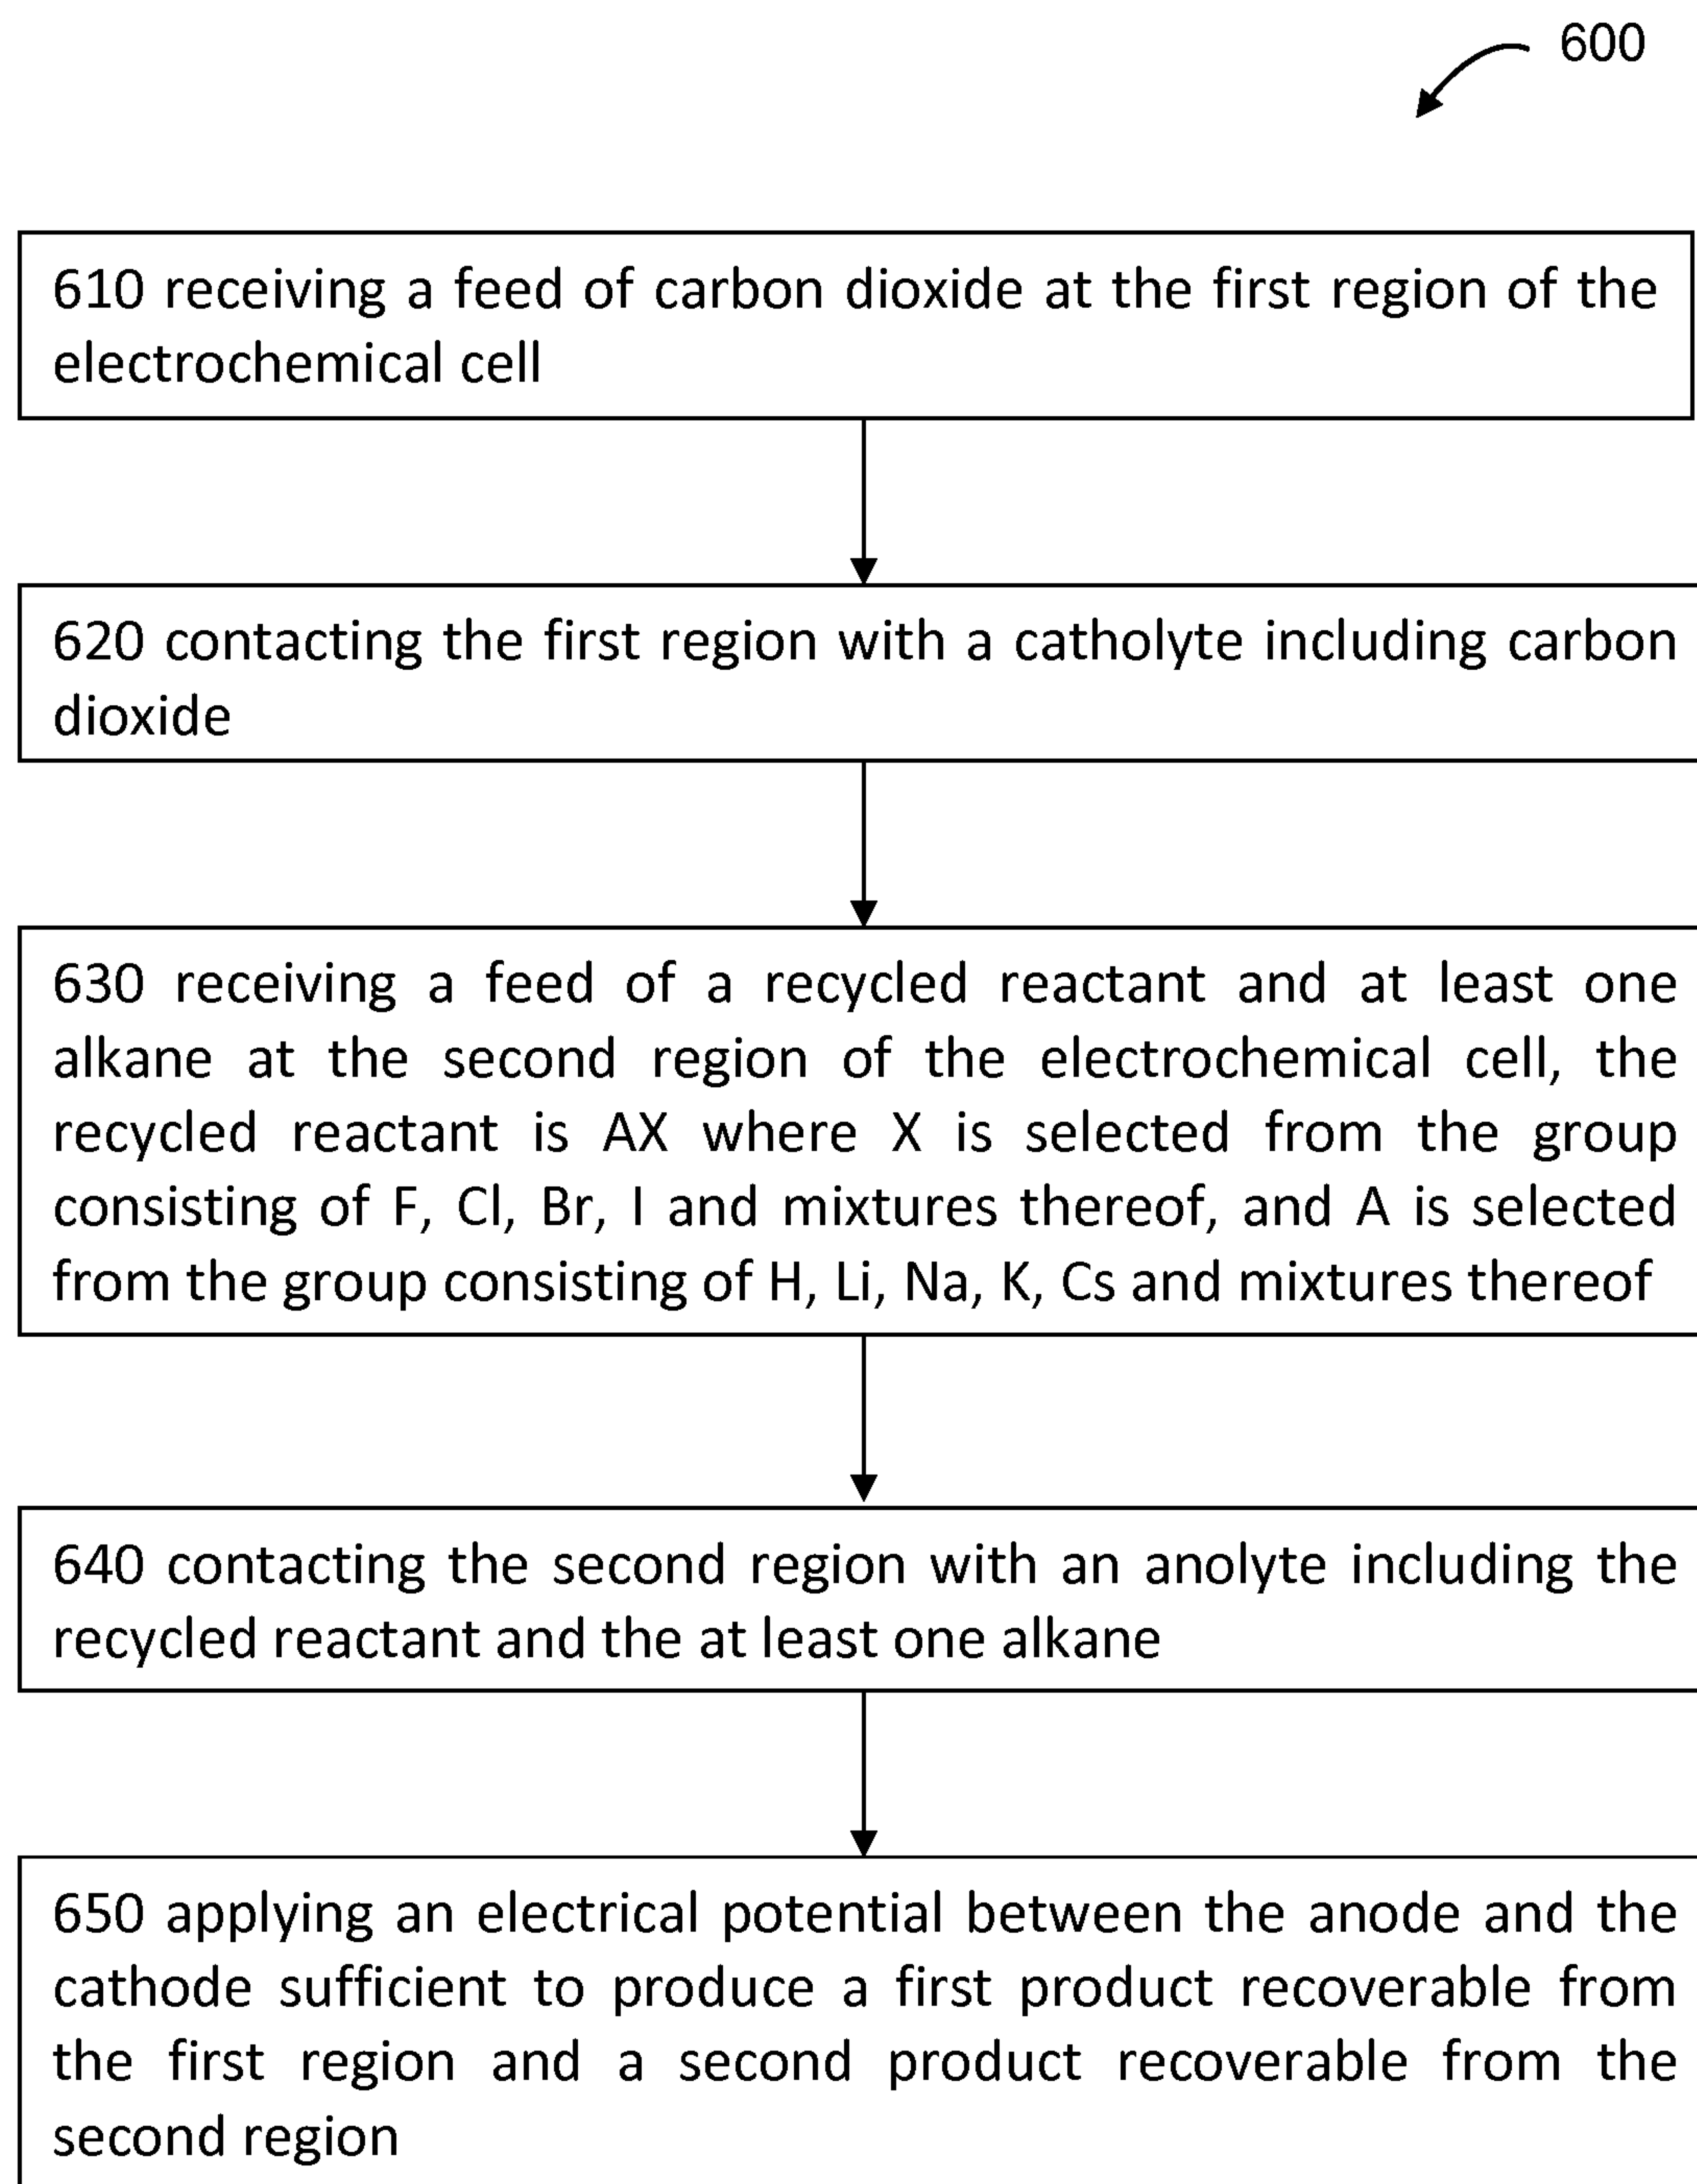 600
610 receiving a feed of carbon dioxide at the first region of the
electrochemical cell
620 contacting the first region with a catholyte including carbon
dioxide
630 receiving a feed of a recycled reactant and at least one
alkane at the second region of the electrochemical cell, the
recycled reactant is AX where X is selected from the group
consisting of F, Cl, Br, I and mixtures thereof, and A is selected
from the group consisting of H, Li, Na, K, Cs and mixtures thereof
640 contacting the second region with an anolyte including the
recycled reactant and the at least one alkane
650 applying an electrical potential between the anode and the
cathode sufficient to produce a first product recoverable from
the first region and a second product recoverable from the
second region